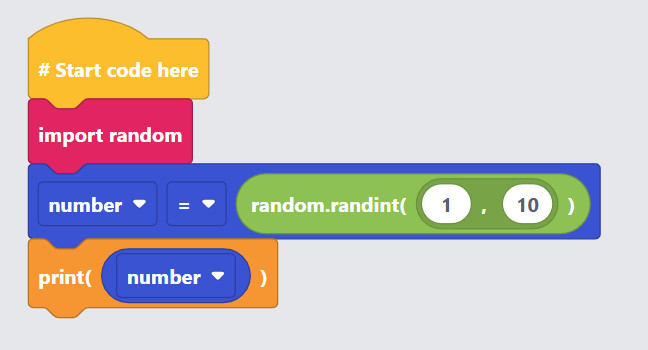 # Start code here
import random
number = random.randint( 1 , 10 )
print( number )